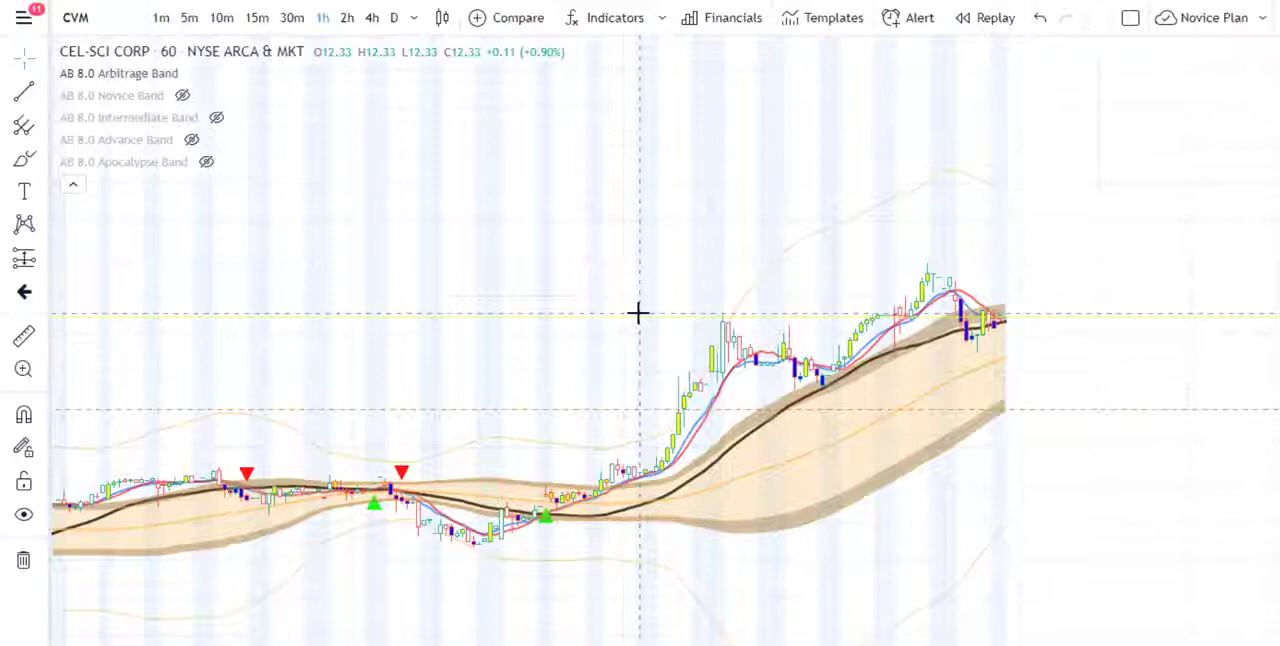 11
CVM 1m 5m 10m 15m 30m 1h 2h 4h D Compare Indicators Financials Templates Alert Replay Novice Plan
CEL-SCI CORP · 60 · NYSE ARCA & MKT O12.33 H12.33 L12.33 C12.33 +0.11 (+0.90%)
AB 8.0 Arbitrage Band
AB 8.0 Novice Band
AB 8.0 Intermediate Band
AB 8.0 Advance Band
AB 8.0 Apocalypse Band
T